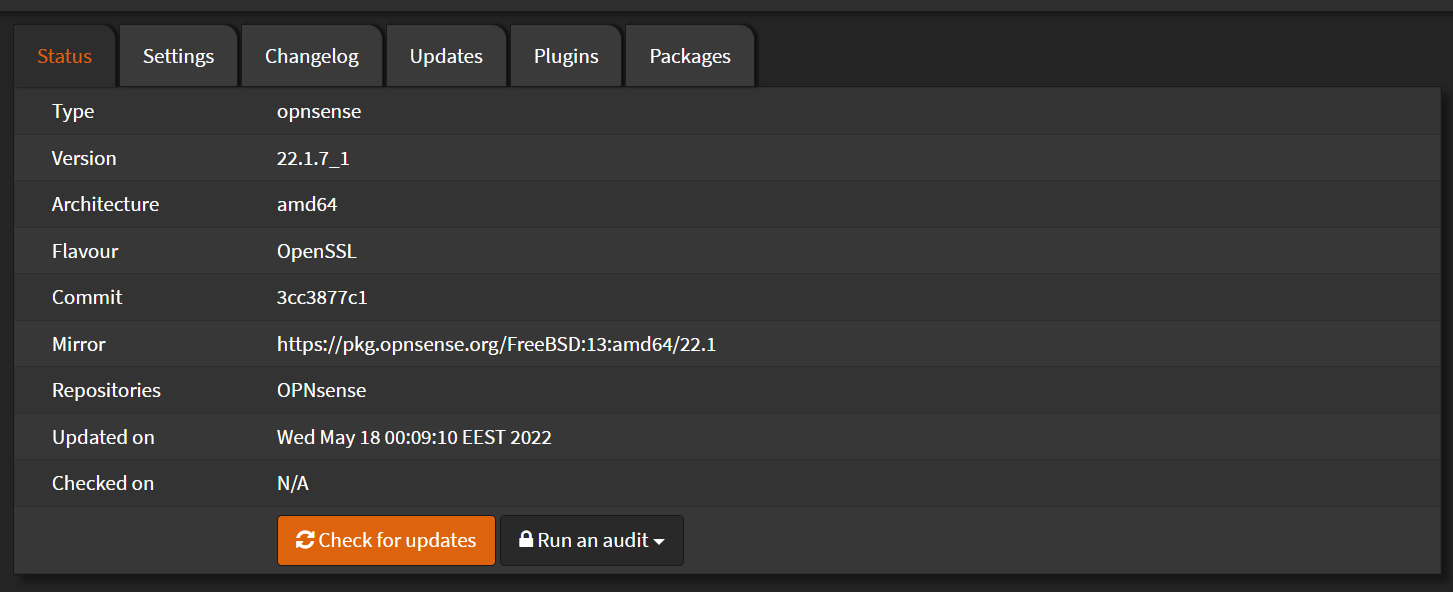 Status Settings Changelog Updates Plugins Packages
Type opnsense
Version 22.1.7_1
Architecture amd64
Flavour OpenSSL
Commit 3cc3877c1
Mirror https://pkg.opnsense.org/FreeBSD:13:amd64/22.1
Repositories OPNsense
Updated on Wed May 18 00:09:10 EEST 2022
Checked on N/A
Check for updates Run an audit